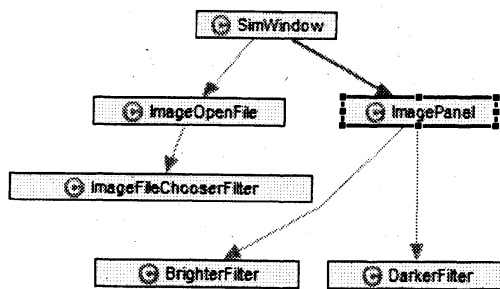 SimWindow
ImageOpenFile
ImagePanel
ImageFileChooserFilter
BrighterFilter
DarkerFilter